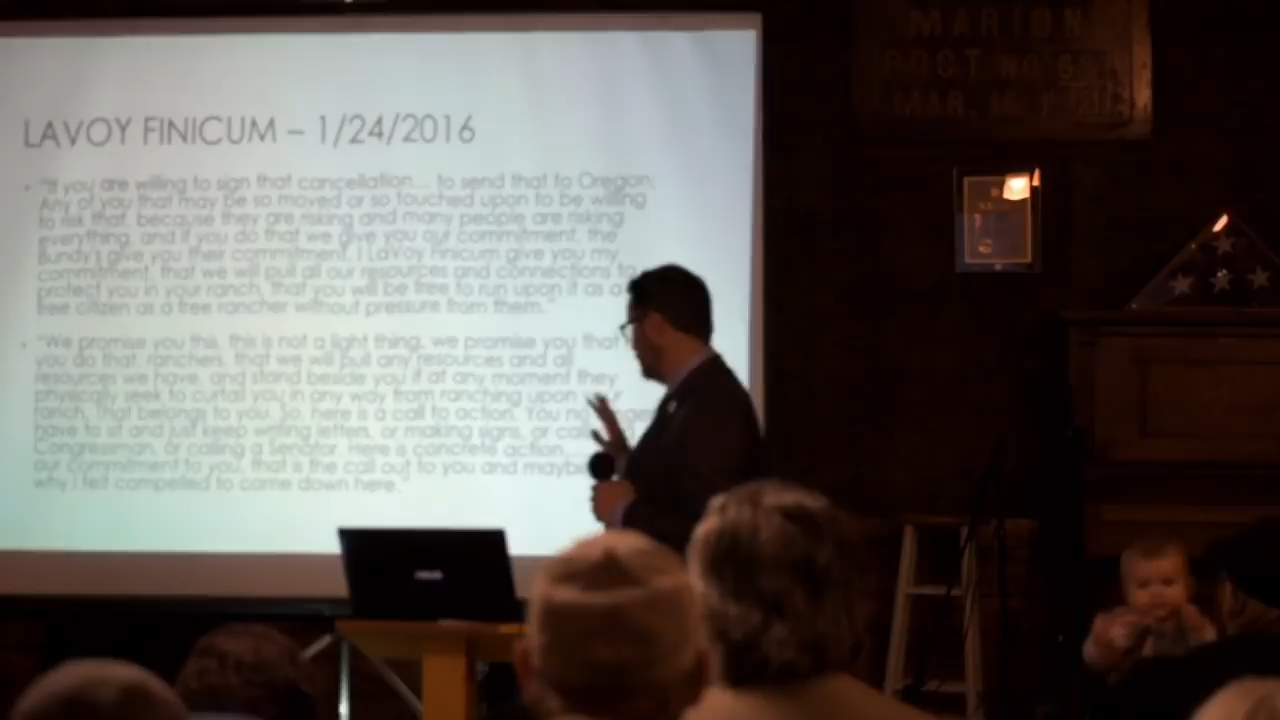 LAVOY FINICUM – 1/24/2016
• "If you are willing to sign that cancellation... to send that to Oregon;
Any of you that may be so moved or so touched upon to be willing
to risk that, because they are risking and many people are risking
everything, and if you do that we give you our commitment, the
Bundy's give you their commitment, I Lavoy Finicum give you my
commitment, that we will pull all our resources and connections to
protect you in your ranch, that you will be free to run upon it as a
free citizen as a free rancher without pressure from them."
• "We promise you this, this is not a light thing, we promise you that
you do that, ranchers, that we will pull any resources and all
resources we have, and stand beside you if at any moment they
physically seek to curtail you in any way from ranching upon your
ranch. That belongs to you. So, here is a call to action. You no
have to sit and just keep writing letters, or making signs, or
Congressman, or calling a Senator. Here is concrete action,
our commitment to you, that is the call out to you and maybe
why I felt compelled to come down here."
MARION
POST NO
MAR.